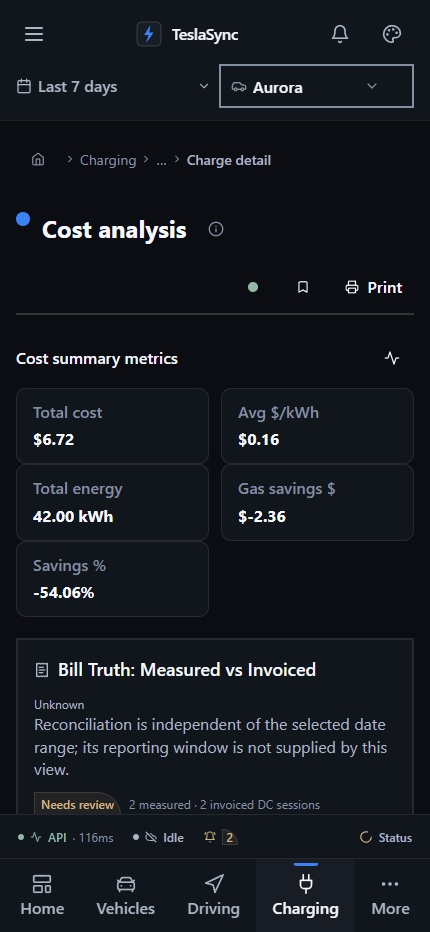 TeslaSync
Last 7 days
Aurora
Charging
...
Charge detail
Cost analysis
Print
Cost summary metrics
Total cost
$6.72
Avg $/kWh
$0.16
Total energy
42.00 kWh
Gas savings $
$-2.36
Savings %
-54.06%
Bill Truth: Measured vs Invoiced
Unknown
Reconciliation is independent of the selected date
range; its reporting window is not supplied by this
view.
Needs review
2 measured · 2 invoiced DC sessions
API · 116ms
Idle
2
Status
Home
Vehicles
Driving
Charging
More